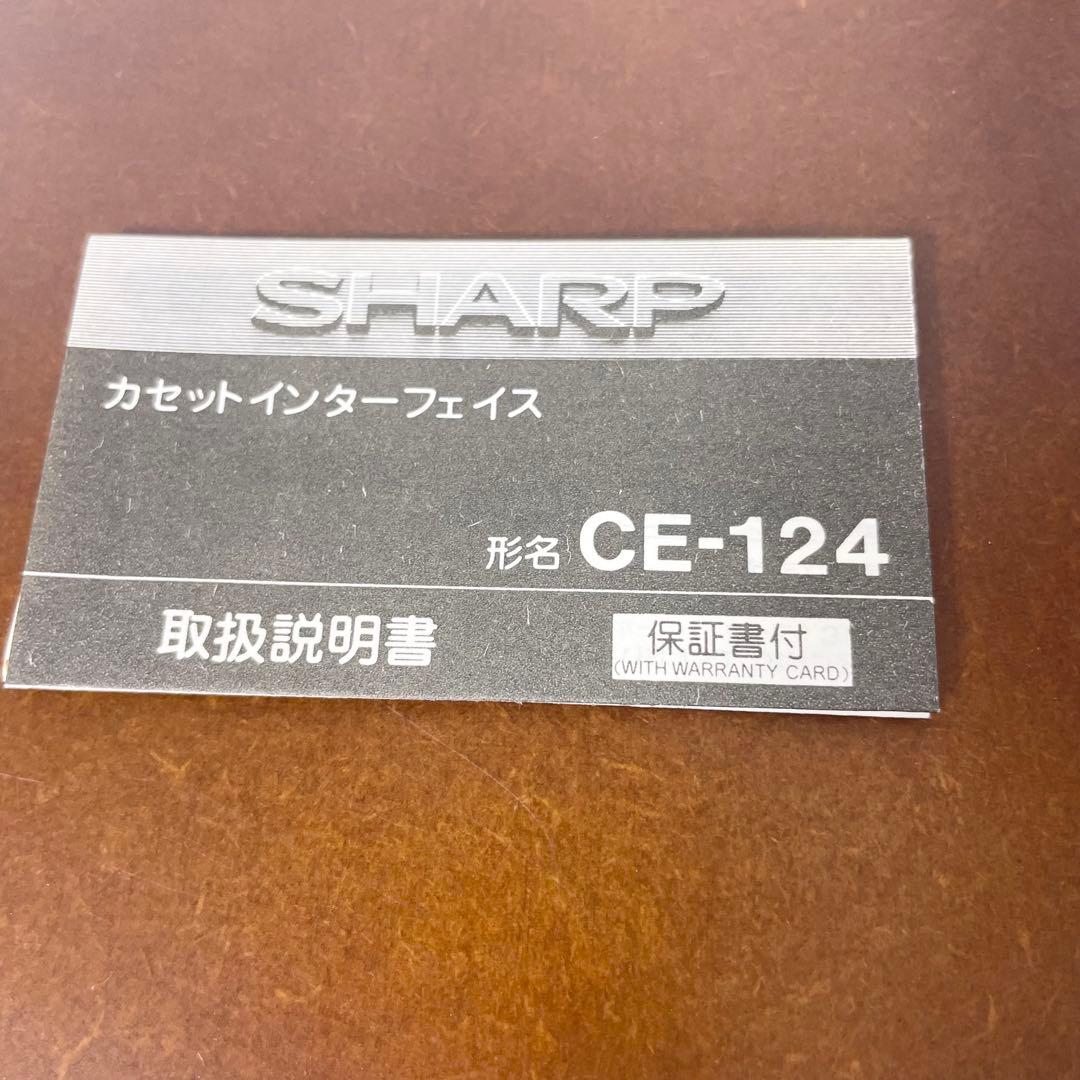 SHARP
カセットインターフェイス
形名 CE-124
取扱説明書
保証書付
(WITH WARRANTY CARD)